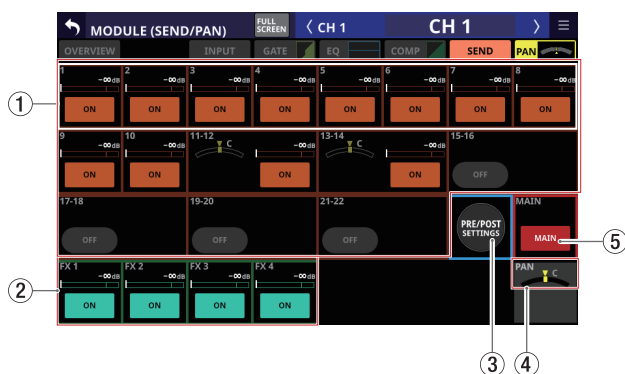 MODULE (SEND/PAN) FULL SCREEN CH 1 CH 1
OVERVIEW INPUT GATE EQ COMP SEND PAN
1 -∞dB 2 -∞dB 3 -∞dB 4 -∞dB 5 -∞dB 6 -∞dB 7 -∞dB 8 -∞dB
ON ON ON ON ON ON ON ON
9 -∞dB 10 -∞dB 11-12 C -∞dB 13-14 C -∞dB 15-16
ON ON ON ON OFF
17-18 19-20 21-22 PRE/POST SETTINGS MAIN
OFF OFF OFF MAIN
FX 1 -∞dB FX 2 -∞dB FX 3 -∞dB FX 4 -∞dB PAN C
ON ON ON ON
1
2
3
4
5